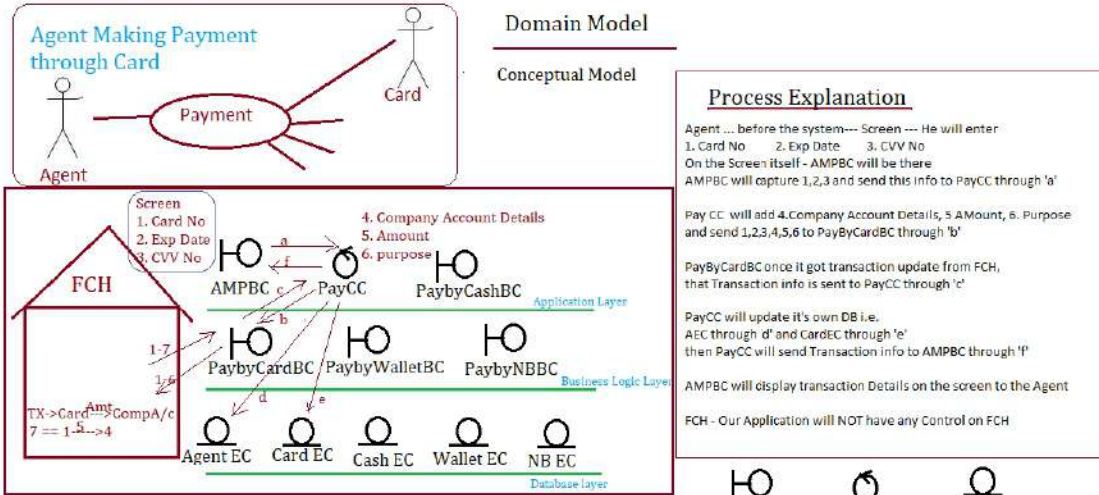 Agent Making Payment
through Card
Agent
Payment
Card
Domain Model
Conceptual Model
Process Explanation
Agent ... before the system--- Screen --- He will enter
1. Card No 2. Exp Date 3. CVV No
On the Screen itself - AMPBC will be there
AMPBC will capture 1,2,3 and send this info to PayCC through 'a'
Pay CC will add 4.Company Account Details, 5 AMount, 6. Purpose
and send 1,2,3,4,5,6 to PayByCardBC through 'b'
PayByCardBC once it got transaction update from FCH,
that Transaction info is sent to PayCC through 'c'
PayCC will update it's own DB i.e.
AEC through d' and CardEC through 'e'
then PayCC will send Transaction info to AMPBC through 'f'
AMPBC will display transaction Details on the screen to the Agent
FCH - Our Application will NOT have any Control on FCH
Screen
1. Card No
2. Exp Date
3. CVV No
4. Company Account Details
5. Amount
6. purpose
a
f
FCH
AMPBC
c
PayCC
PaybyCashBC
Application Layer
b
1-7
PaybyCardBC
PaybyWalletBC
PaybyNBBC
Business Logic Layer
1-6
d
e
Amt
TX->Card--->CompA/c
5
7 == 1----->4
Agent EC
Card EC
Cash EC
Wallet EC
NB EC
Database layer